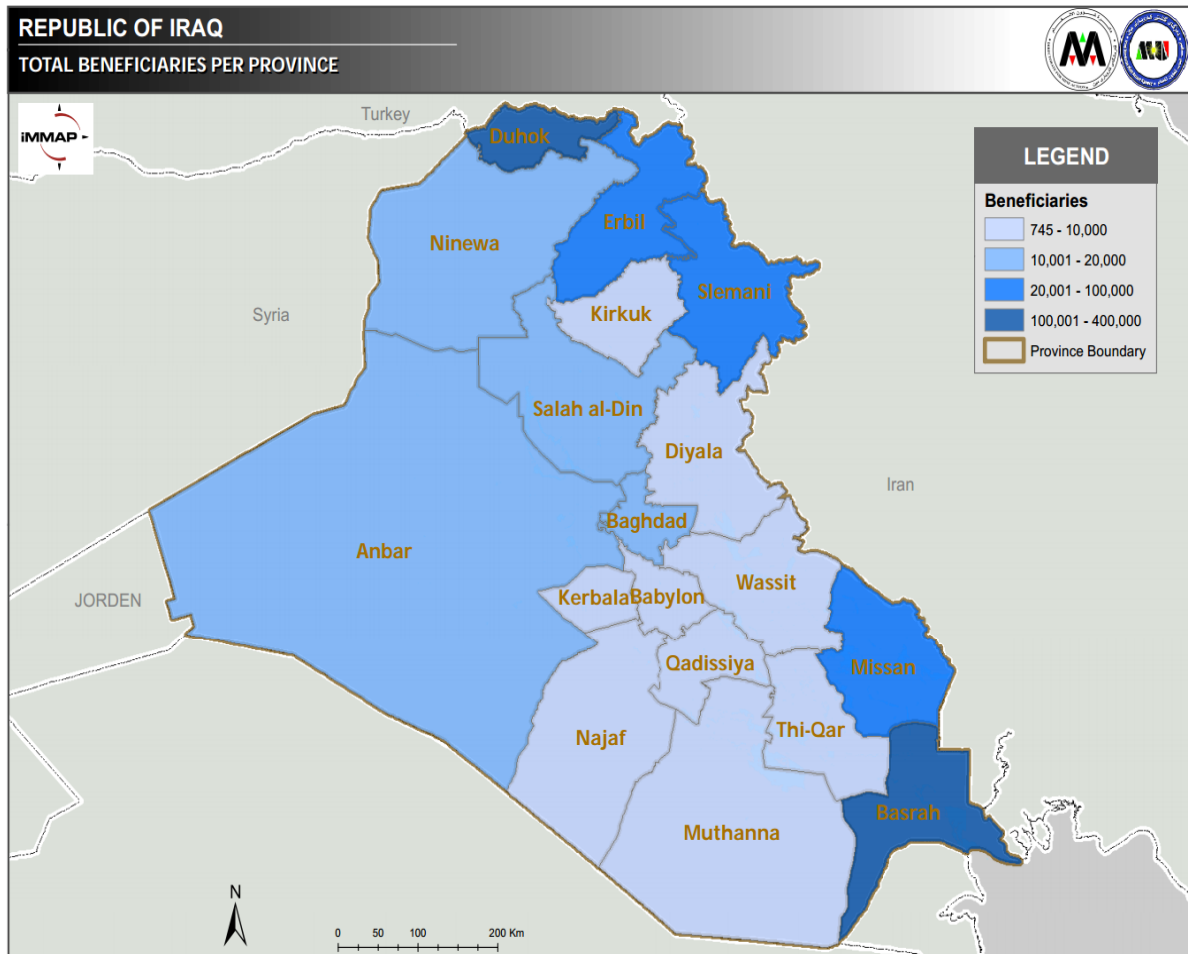 REPUBLIC OF IRAQ
TOTAL BENEFICIARIES PER PROVINCE
iMMAP
Turkey
Duhok
LEGEND
Beneficiaries
745 - 10,000
10,001 - 20,000
20,001 - 100,000
100,001 - 400,000
Province Boundary
Erbil
Ninewa
Slemani
Kirkuk
Syria
Salah al-Din
Diyala
Iran
Baghdad
Anbar
Wassit
JORDEN
Kerbala
Babylon
Qadissiya
Missan
Najaf
Thi-Qar
Basrah
Muthanna
N
0 50 100 200 Km